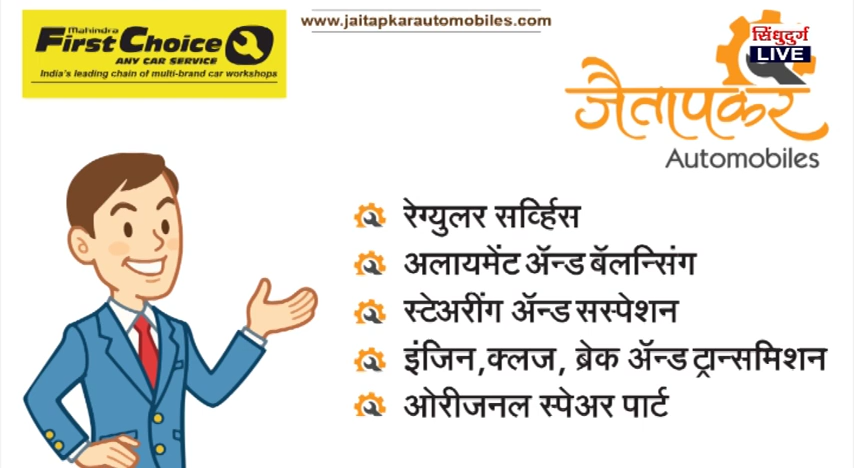 Mahindra
First Choice
ANY CAR SERVICE
India's leading chain of multi-brand car workshops
www.jaitapkarautomobiles.com
सिंधुदुर्ग
LIVE
जैतापकर
Automobiles
रेग्युलर सर्व्हिस
अलायमेंट ॲन्ड बॅलन्सिंग
स्टेअरींग ॲन्ड सस्पेशन
इंजिन,क्लज, ब्रेक ॲन्ड ट्रान्समिशन
ओरीजनल स्पेअर पार्ट